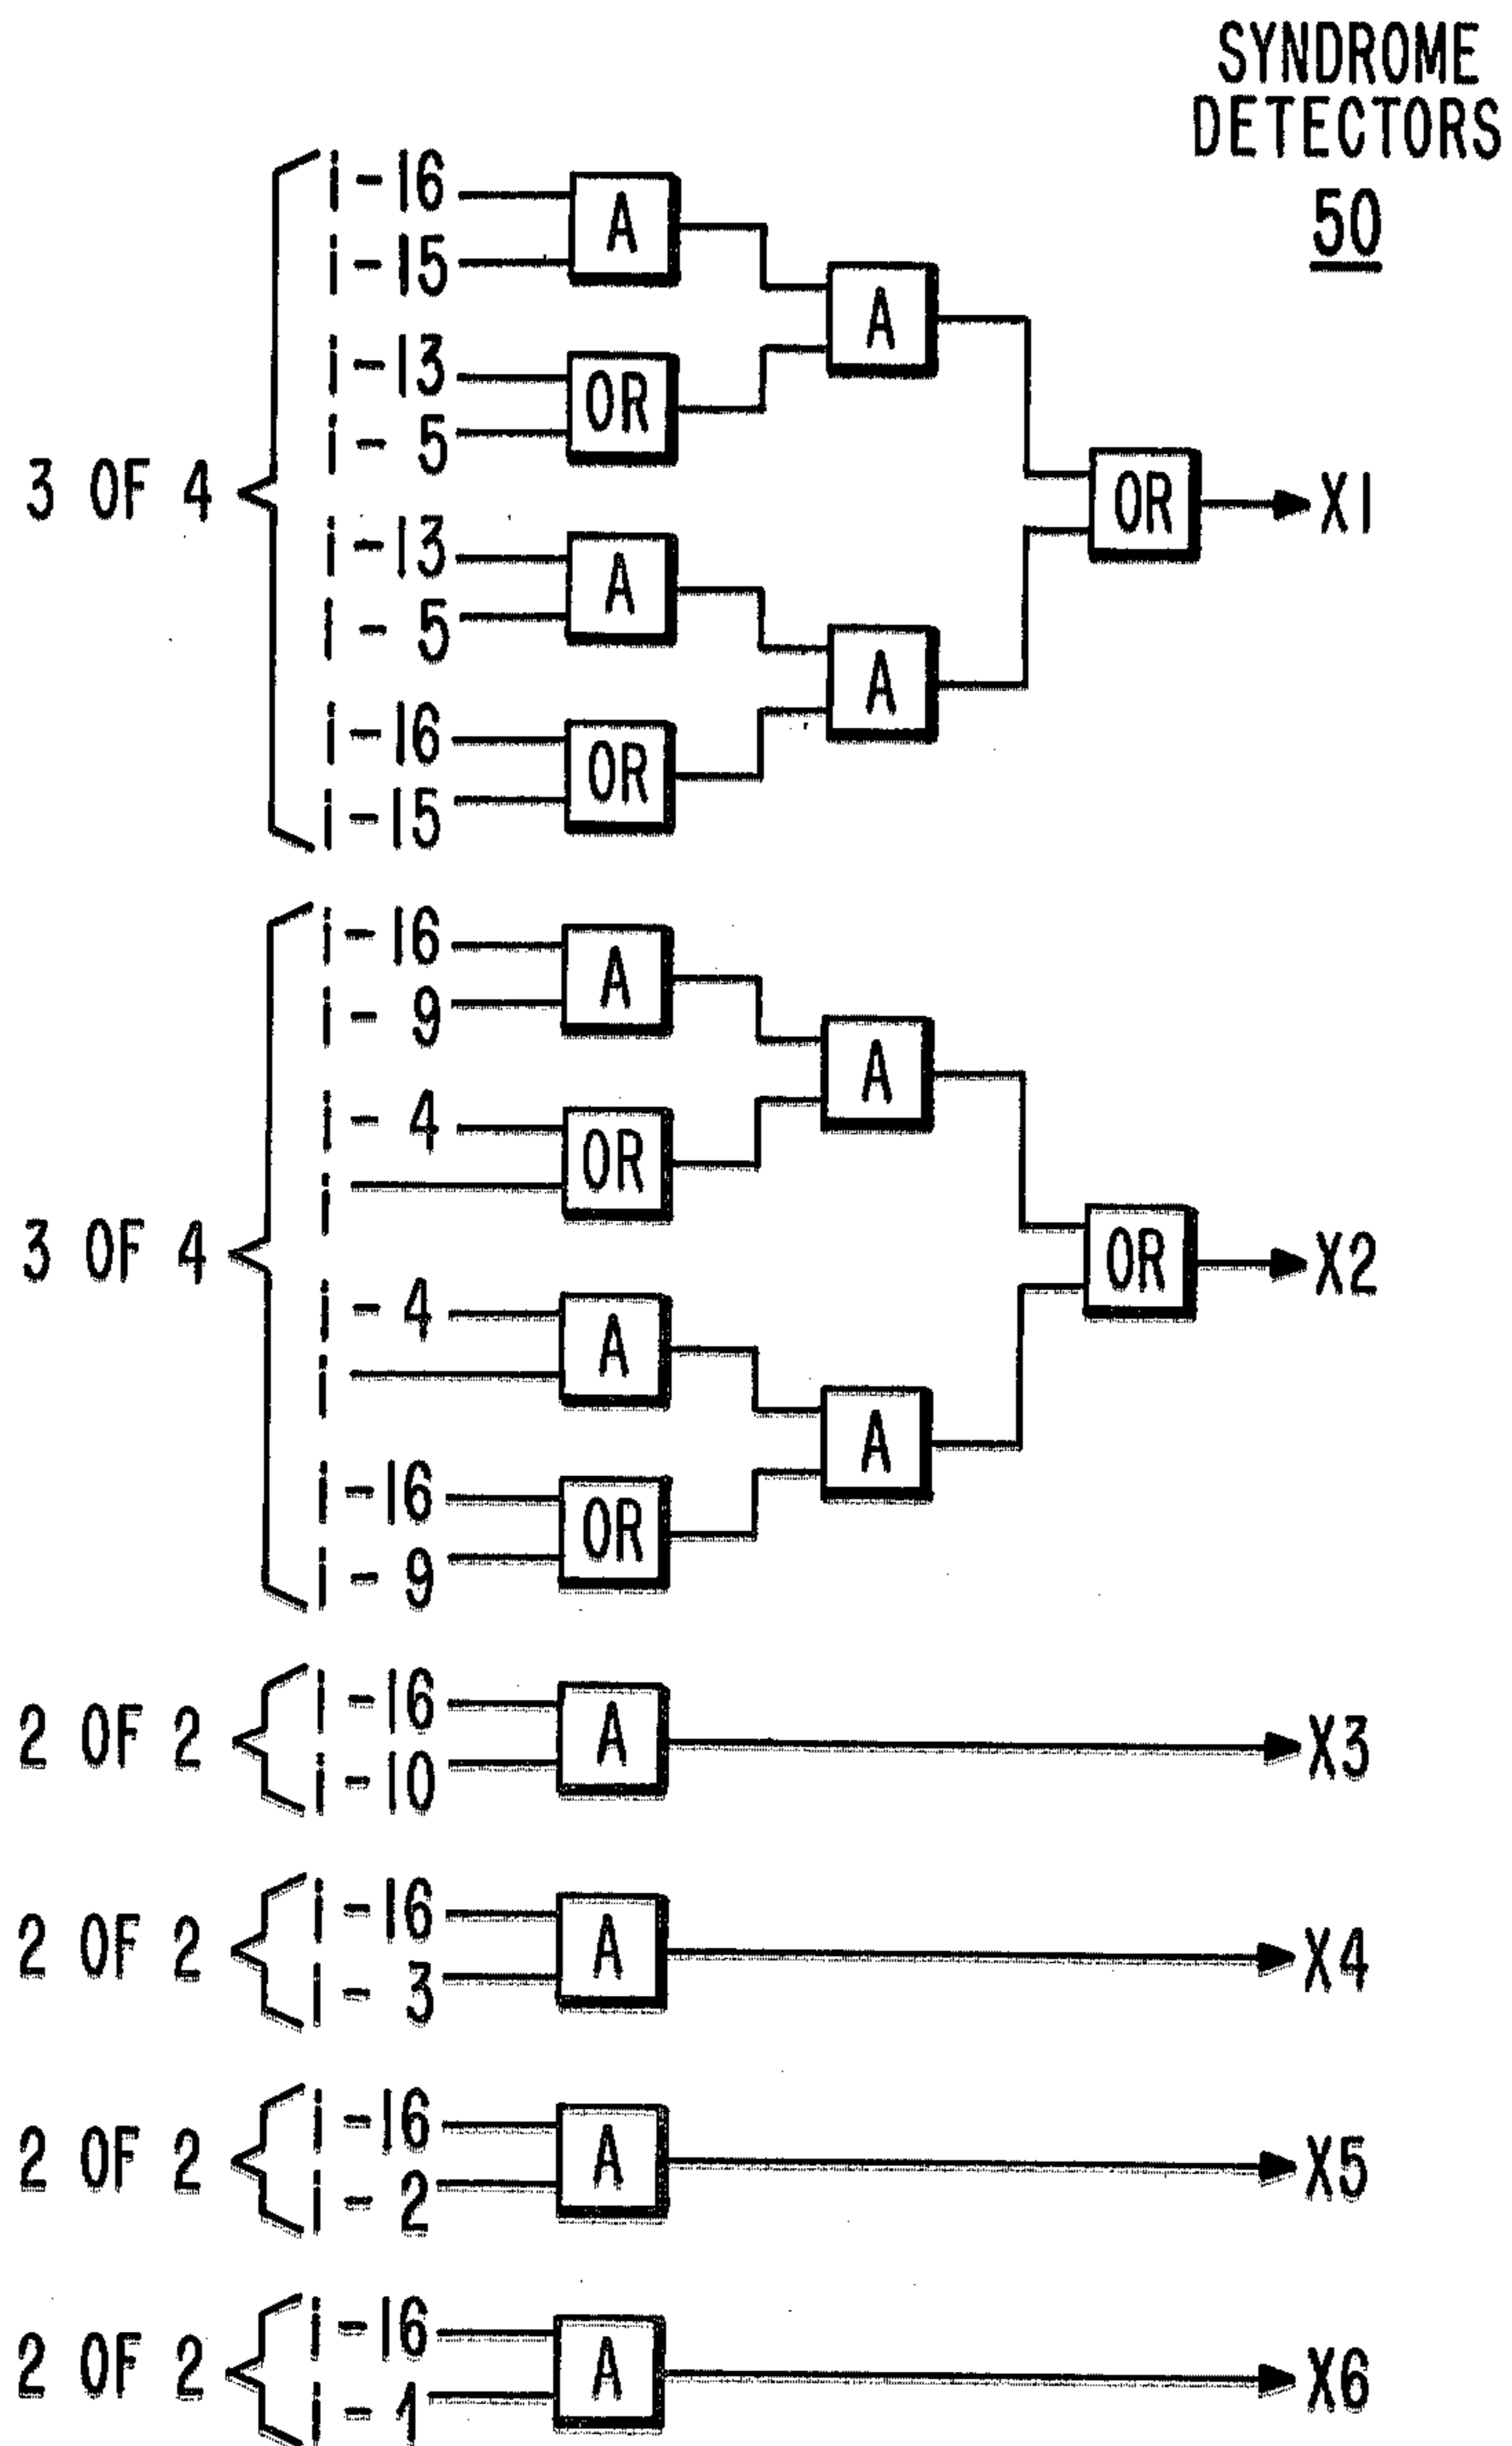 SYNDROME
DETECTORS
50
i-16
A
i-15
A
i-13
OR
i- 5
3 OF 4
OR
X1
i-13
A
i- 5
A
i-16
OR
i-15
i-16
A
i- 9
A
i- 4
OR
i
3 OF 4
OR
X2
i- 4
A
i
A
i-16
OR
i- 9
2 OF 2
i-16
i-10
A
X3
2 OF 2
i-16
i- 3
A
X4
2 OF 2
i-16
i- 2
A
X5
2 OF 2
i-16
i- 1
A
X6